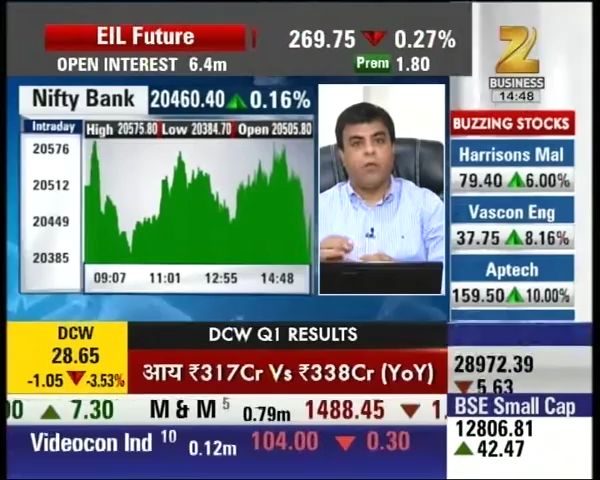 EIL Future
OPEN INTEREST 6.4m
269.75 0.27%
Prem 1.80
Z
BUSINESS
14:48
Nifty Bank 20460.40 0.16%
Intraday High 20575.80 Low 20384.70 Open 20505.80
20576
20512
20449
20385
09:07 11:01 12:55 14:48
BUZZING STOCKS
Harrisons Mal
79.40 6.00%
Vascon Eng
37.75 8.16%
Aptech
159.50 10.00%
DCW
28.65
-1.05 -3.53%
DCW Q1 RESULTS
आय ₹317Cr Vs ₹338Cr (YoY)
28972.39
5.63
BSE Small Cap
12806.81
42.47
7.30 M & M 5 0.79m 1488.45
Videocon Ind 10 0.12m 104.00 0.30